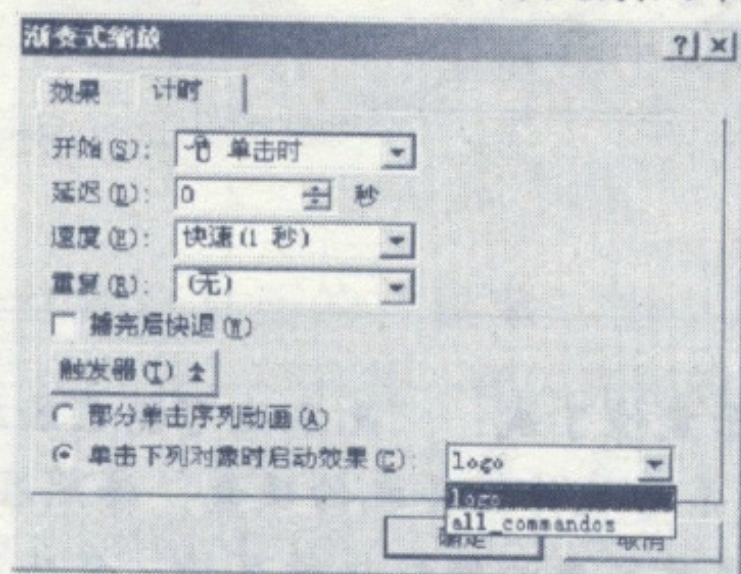 渐变式缩放
效果 计时
开始(S): 单击时
延迟(D): 0 秒
速度(E): 快速(1 秒)
重复(R): (无)
播完后快退(W)
触发器(T)
部分单击序列动画(A)
单击下列对象时启动效果(C): logo
logo
all_commandos
确定 取消